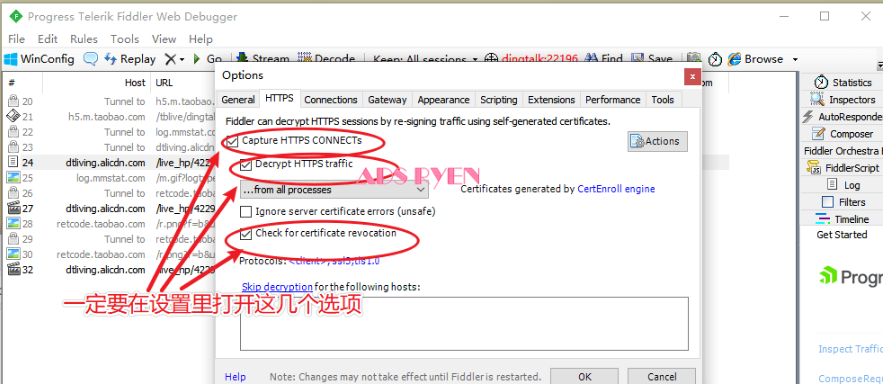 Progress Telerik Fiddler Web Debugger
File Edit Rules Tools View Help
WinConfig Replay Go Stream Decode Keep: All sessions dingtalk:22196 Find Save Browse
# Host URL
20 Tunnel to h5.m.taobao.
21 h5.m.taobao.com /tblive/dingtal
22 Tunnel to log.mmstat.co
23 Tunnel to dtliving.alicdn.
24 dtliving.alicdn.com /live_hp/4229
25 log.mmstat.com /m.gif?logtyp
26 Tunnel to retcode.taoba
27 dtliving.alicdn.com /live_hp/4229
28 retcode.taobao.com /r.png?f=b&u
29 Tunnel to retcode.taoba
30 retcode.taobao.com /r.png?f=b&u
32 dtliving.alicdn.com /live_hp/4229
Options
General HTTPS Connections Gateway Appearance Scripting Extensions Performance Tools
Fiddler can decrypt HTTPS sessions by re-signing traffic using self-generated certificates.
Capture HTTPS CONNECTs
Actions
Decrypt HTTPS traffic
ADS RYEN
...from all processes
Certificates generated by CertEnroll engine
Ignore server certificate errors (unsafe)
Check for certificate revocation
Protocols: <client>;ssl3;tls1.0
Skip decryption for the following hosts:
一定要在设置里打开这几个选项
Help Note: Changes may not take effect until Fiddler is restarted. OK Cancel
om
Statistics
Inspectors
AutoResponder
Composer
Fiddler Orchestra
FiddlerScript
Log
Filters
Timeline
Get Started
Progr
Inspect Traffic
ComposeReq